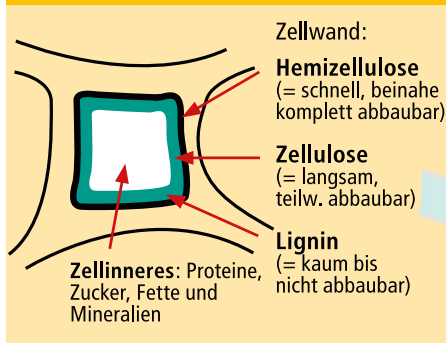 Zellwand:
Hemizellulose
(= schnell, beinahe
komplett abbaubar)
Zellulose
(= langsam,
teilw. abbaubar)
Lignin
(= kaum bis
nicht abbaubar)
Zellinneres: Proteine,
Zucker, Fette und
Mineralien